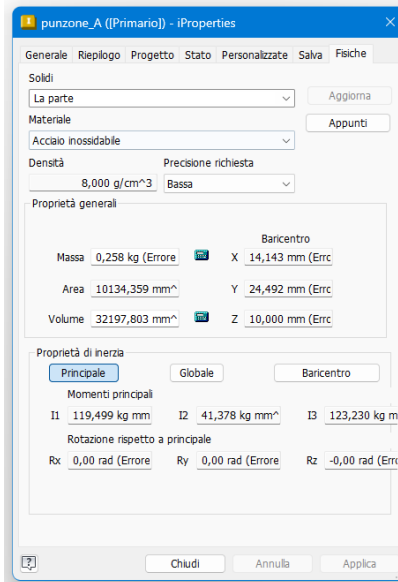 punzone_A ([Primario]) - iProperties
Generale Riepilogo Progetto Stato Personalizzate Salva Fisiche
Solidi
La parte Aggiorna
Materiale Appunti
Acciaio inossidabile
Densità Precisione richiesta
8,000 g/cm^3 Bassa
Proprietà generali
Baricentro
Massa 0,258 kg (Errore X 14,143 mm (Errc
Area 10134,359 mm^ Y 24,492 mm (Errc
Volume 32197,803 mm^ Z 10,000 mm (Errc
Proprietà di inerzia
Principale Globale Baricentro
Momenti principali
I1 119,499 kg mm I2 41,378 kg mm^ I3 123,230 kg m
Rotazione rispetto a principale
Rx 0,00 rad (Errore Ry 0,00 rad (Errore Rz -0,00 rad (Errc
? Chiudi Annulla Applica